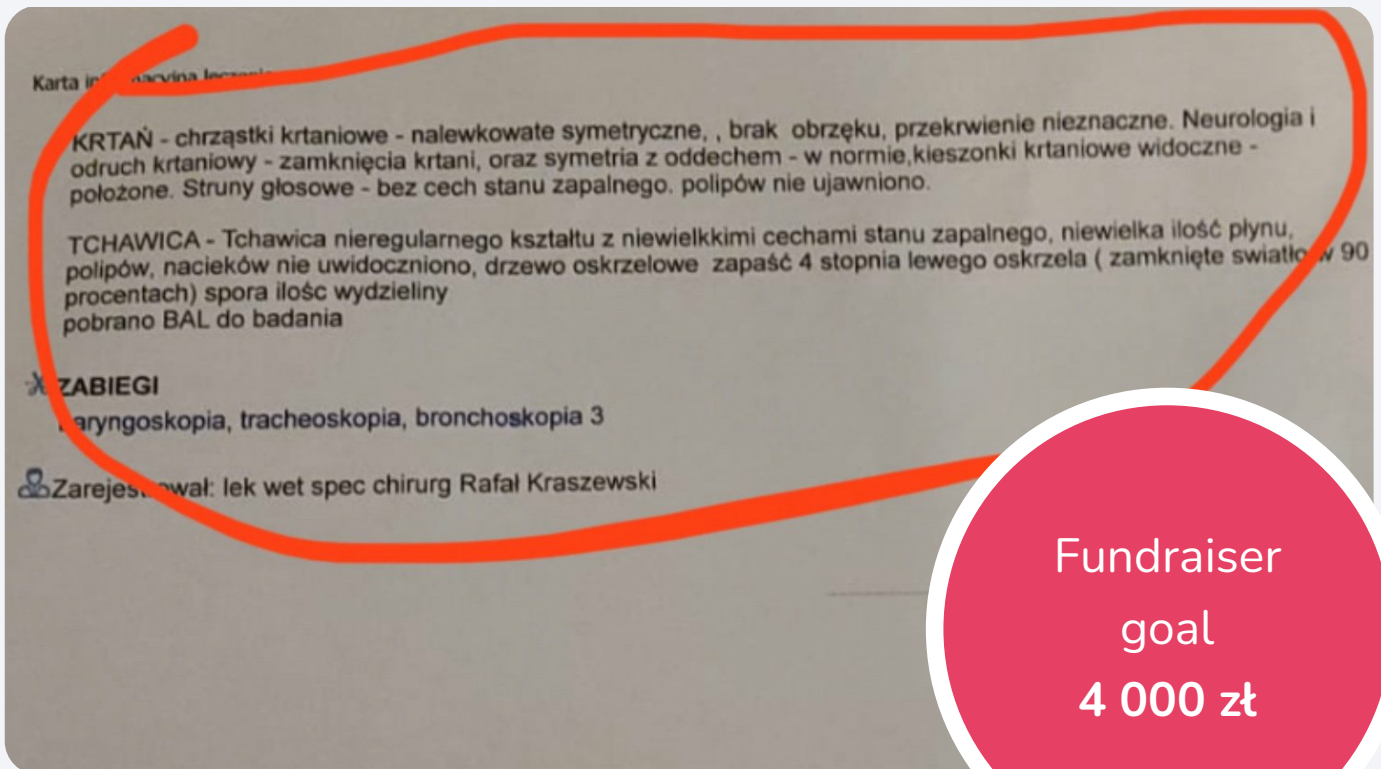 Karta
KRTAŃ - chrząstki krtaniowe - nalewkowate symetryczne, , brak obrzęku, przekrwienie nieznaczne. Neurologia i
odruch krtaniowy - zamknięcia krtani, oraz symetria z oddechem - w normie,kieszonki krtaniowe widoczne -
położone. Struny głosowe - bez cech stanu zapalnego. polipów nie ujawniono.
TCHAWICA - Tchawica nieregularnego kształtu z niewielkkimi cechami stanu zapalnego, niewielka ilość płynu,
polipów, nacieków nie uwidoczniono, drzewo oskrzelowe zapaść 4 stopnia lewego oskrzela ( zamknięte swiatło w 90
procentach) spora ilośc wydzieliny
pobrano BAL do badania
ZABIEGI
laryngoskopia, tracheoskopia, bronchoskopia 3
Zarejestrował: lek wet spec chirurg Rafał Kraszewski
Fundraiser
goal
4 000 zł